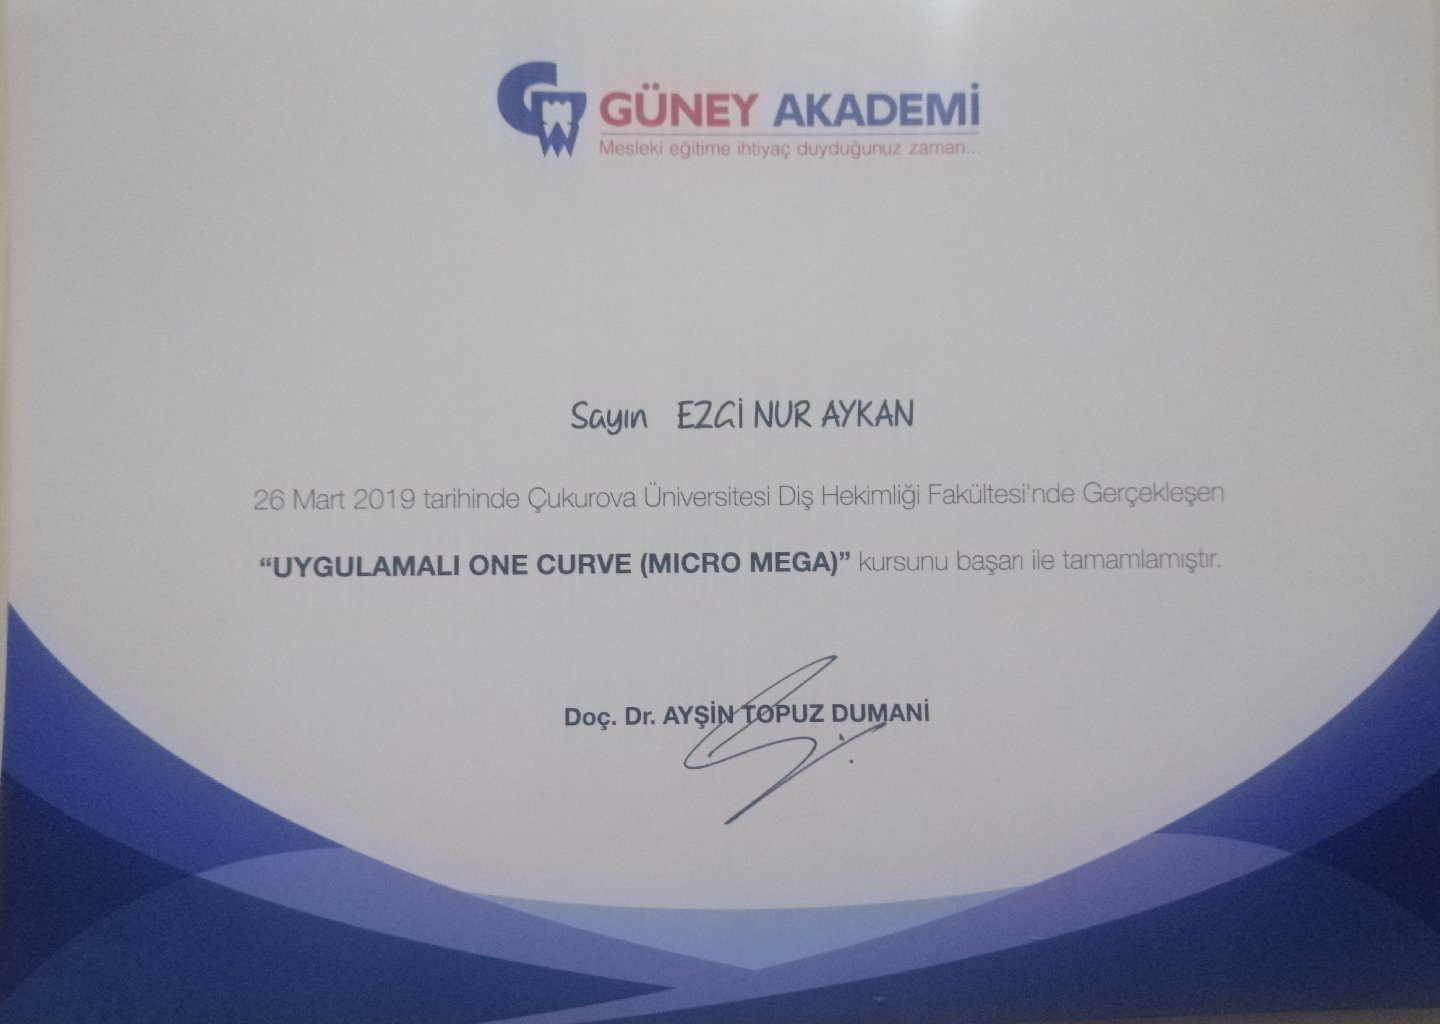 GÜNEY AKADEMİ
Mesleki eğitime ihtiyaç duyduğunuz zaman...
Sayın EZGİ NUR AYKAN
26 Mart 2019 tarihinde Çukurova Üniversitesi Diş Hekimliği Fakültesi'nde Gerçekleşen
“UYGULAMALI ONE CURVE (MICRO MEGA)” kursunu başarı ile tamamlamıştır.
Doç. Dr. AYŞİN TOPUZ DUMANİ